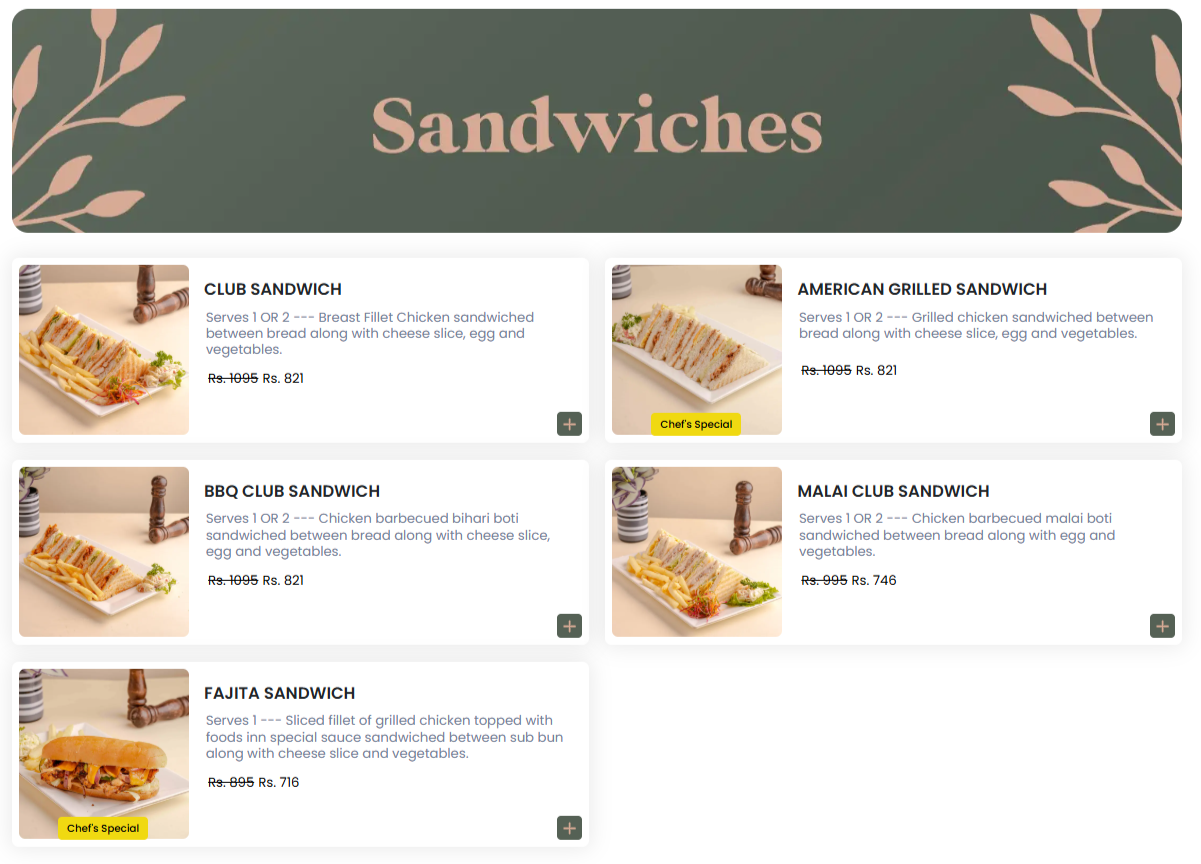 Sandwiches
CLUB SANDWICH
Serves 1 OR 2 --- Breast Fillet Chicken sandwiched
between bread along with cheese slice, egg and
vegetables.
Rs. 1095 Rs. 821
AMERICAN GRILLED SANDWICH
Serves 1 OR 2 --- Grilled chicken sandwiched between
bread along with cheese slice, egg and vegetables.
Rs. 1095 Rs. 821
Chef's Special
BBQ CLUB SANDWICH
Serves 1 OR 2 --- Chicken barbecued bihari boti
sandwiched between bread along with cheese slice,
egg and vegetables.
Rs. 1095 Rs. 821
MALAI CLUB SANDWICH
Serves 1 OR 2 --- Chicken barbecued malai boti
sandwiched between bread along with egg and
vegetables.
Rs. 995 Rs. 746
FAJITA SANDWICH
Serves 1 --- Sliced fillet of grilled chicken topped with
foods inn special sauce sandwiched between sub bun
along with cheese slice and vegetables.
Rs. 895 Rs. 716
Chef's Special